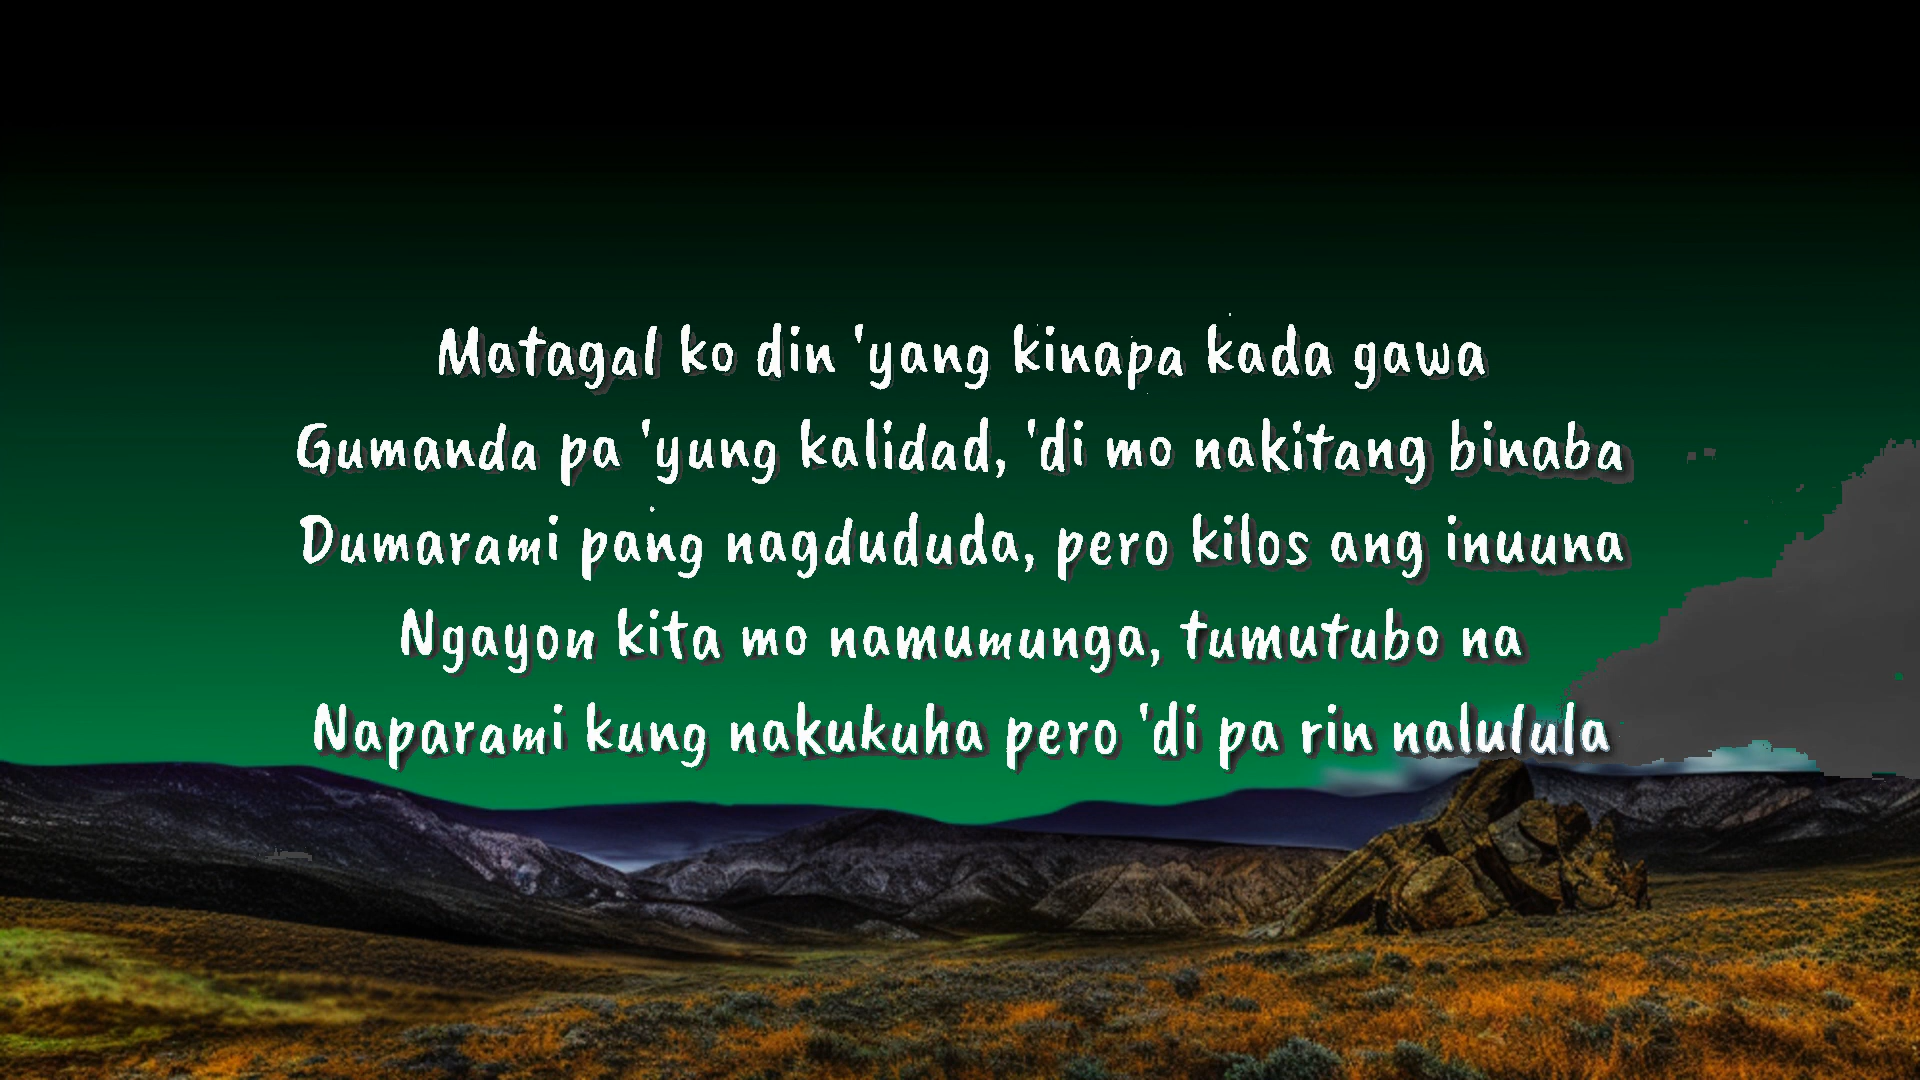 Matagal ko din 'yang kinapa kada gawa
Gumanda pa 'yung kalidad, 'di mo nakitang binaba
Dumarami pang nagdududa, pero kilos ang inuuna
Ngayon kita mo namumunga, tumutubo na
Naparami kung nakukuha pero 'di pa rin nalulula